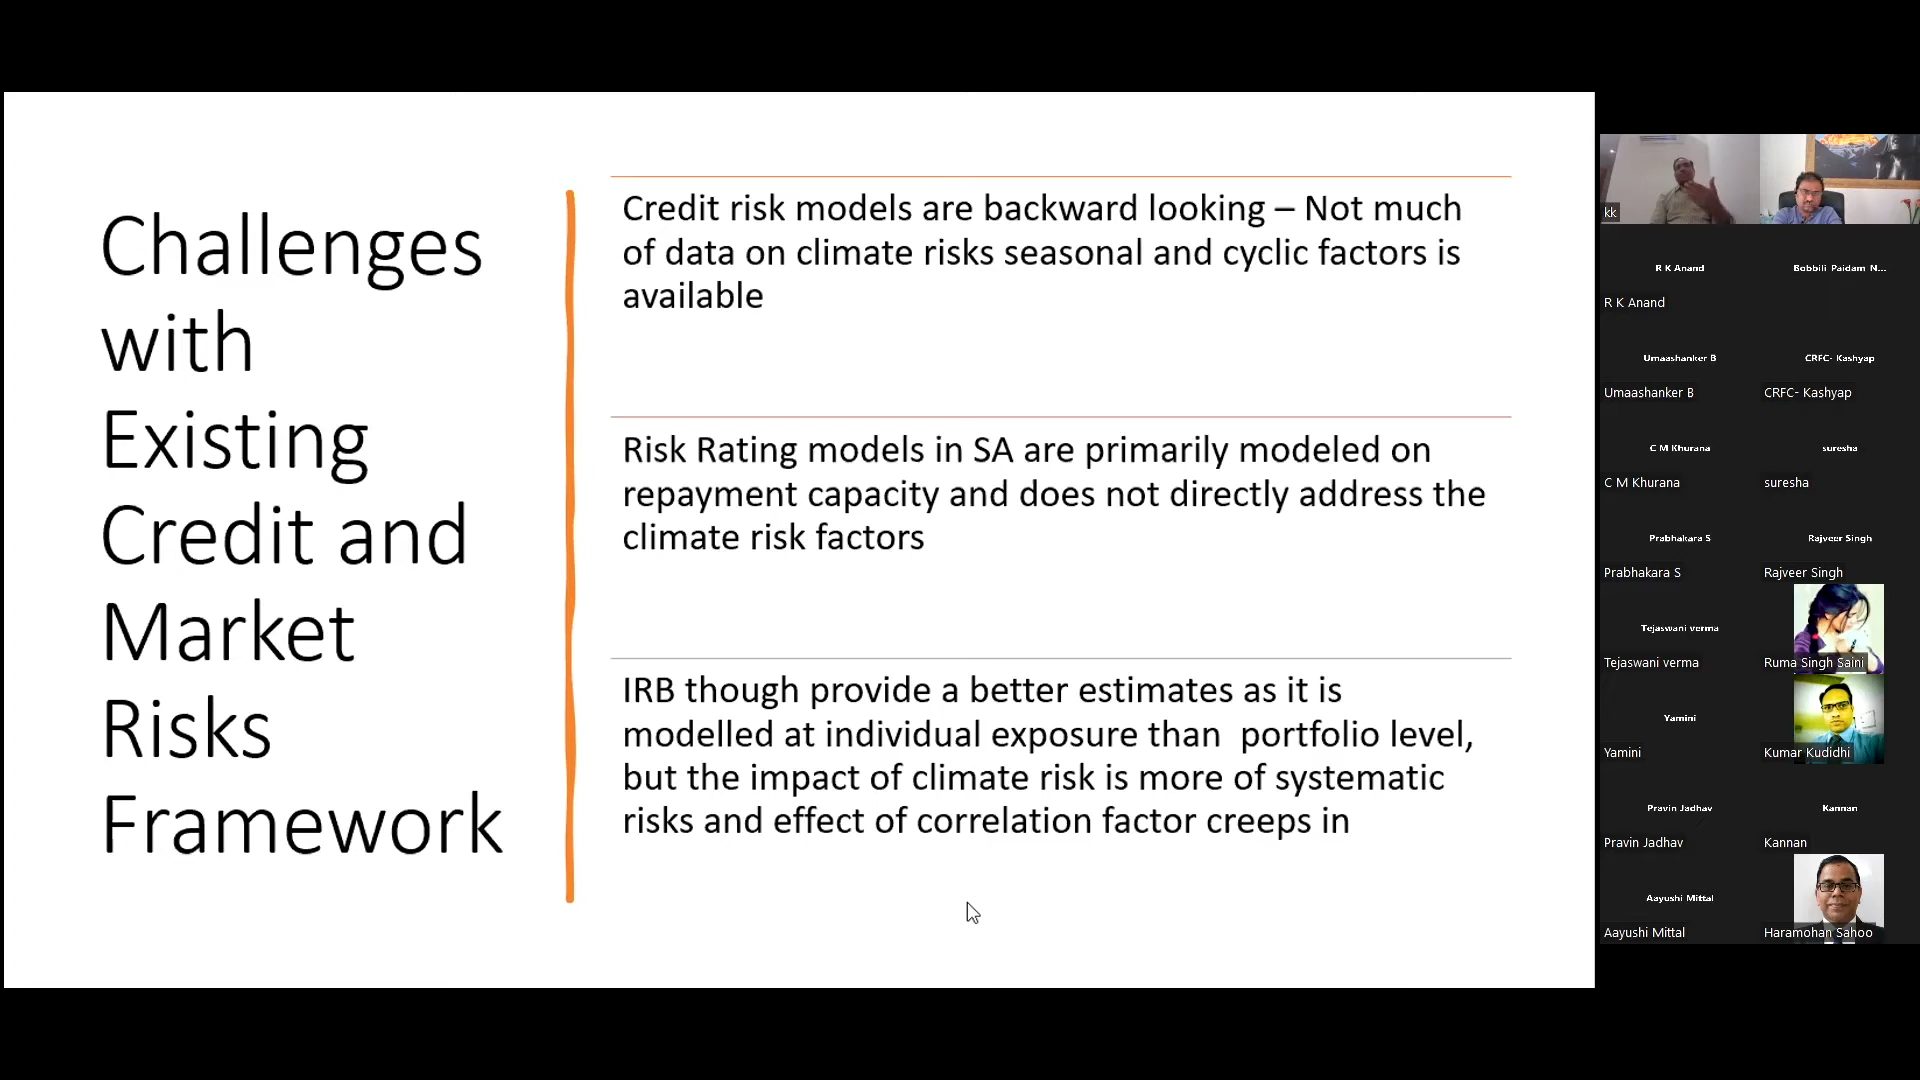 Challenges
with
Existing
Credit and
Market
Risks
Framework
Credit risk models are backward looking – Not much
of data on climate risks seasonal and cyclic factors is
available
Risk Rating models in SA are primarily modeled on
repayment capacity and does not directly address the
climate risk factors
IRB though provide a better estimates as it is
modelled at individual exposure than  portfolio level,
but the impact of climate risk is more of systematic
risks and effect of correlation factor creeps in
kk
R K Anand
R K Anand
Bobbili Paidam N...
Umaashanker B
Umaashanker B
CRFC- Kashyap
CRFC- Kashyap
C M Khurana
C M Khurana
suresha
suresha
Prabhakara S
Prabhakara S
Rajveer Singh
Rajveer Singh
Tejaswani verma
Tejaswani verma
Ruma Singh Saini
Yamini
Yamini
Kumar Kudidhi
Pravin Jadhav
Pravin Jadhav
Kannan
Kannan
Aayushi Mittal
Aayushi Mittal
Haramohan Sahoo